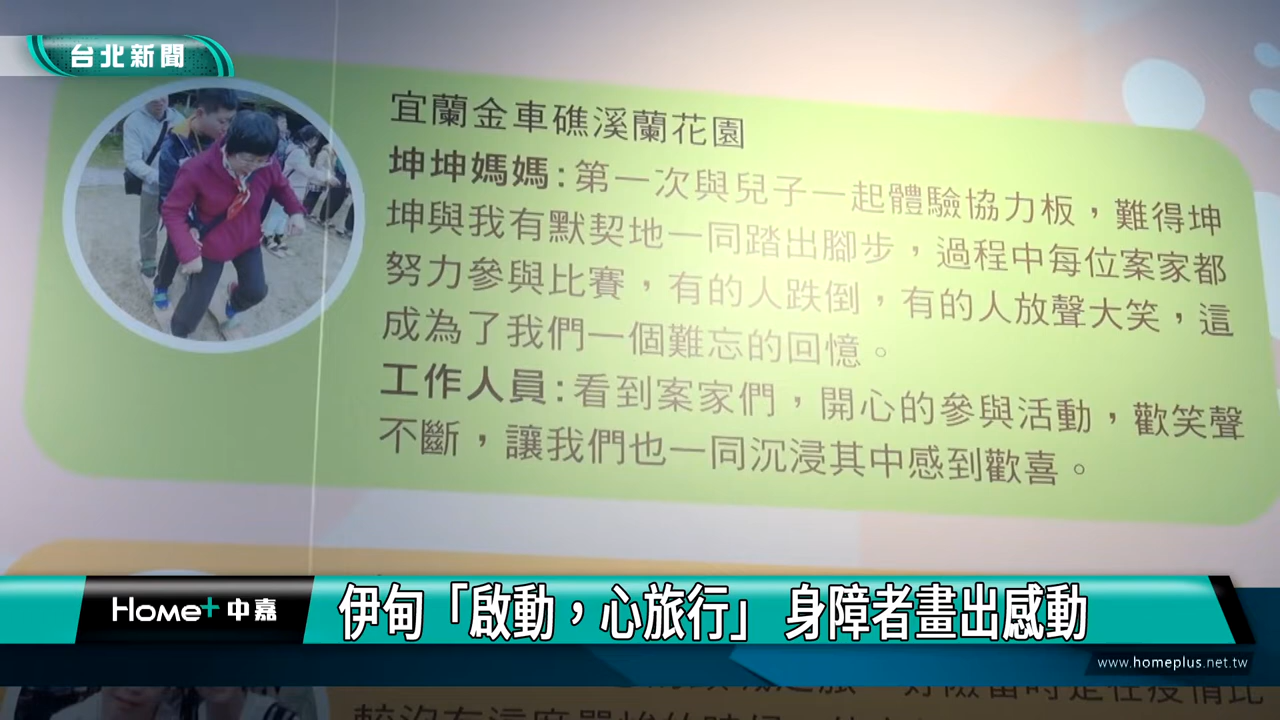 台北新聞
宜蘭金車礁溪蘭花園
坤坤媽媽:第一次與兒子一起體驗協力板，難得坤
坤與我有默契地一同踏出腳步，過程中每位案家都
努力參與比賽，有的人跌倒，有的人放聲大笑，這
成為了我們一個難忘的回憶。
工作人員:看到案家們，開心的參與活動，歡笑聲
不斷，讓我們也一同沉浸其中感到歡喜。
Home+中嘉
伊甸「啟動，心旅行」 身障者畫出感動
www.homeplus.net.tw